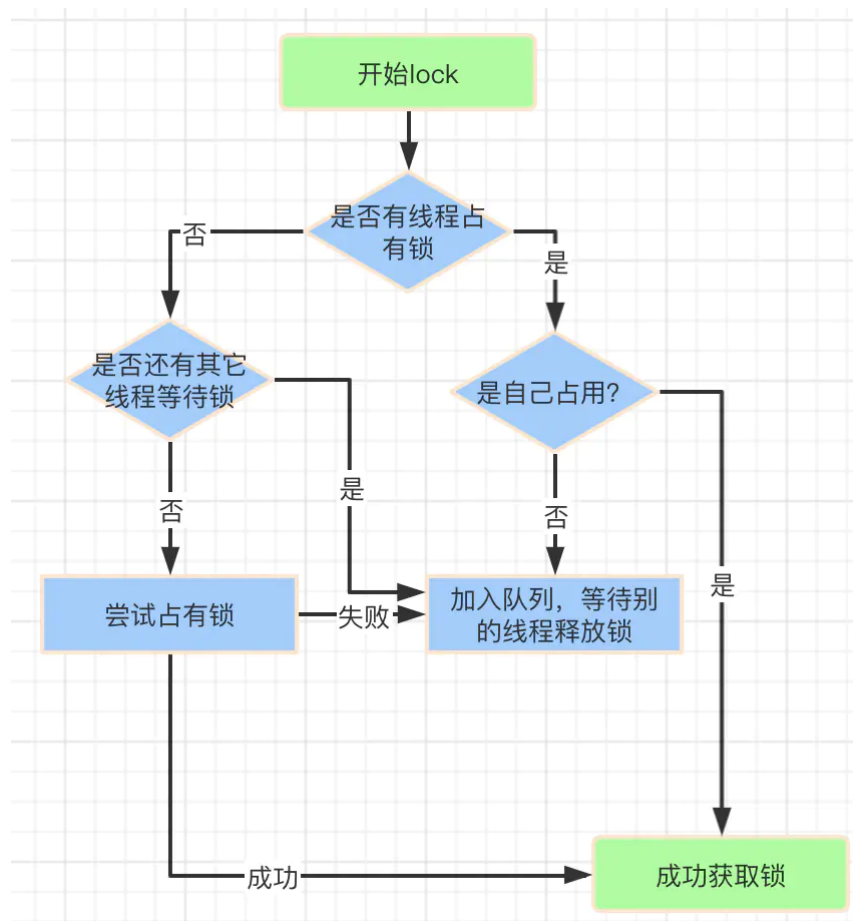 开始lock
是否有线程占
有锁
否
是
是否还有其它
线程等待锁
是自己占用？
是
否
否
是
尝试占有锁
失败
加入队列，等待别
的线程释放锁
成功
成功获取锁